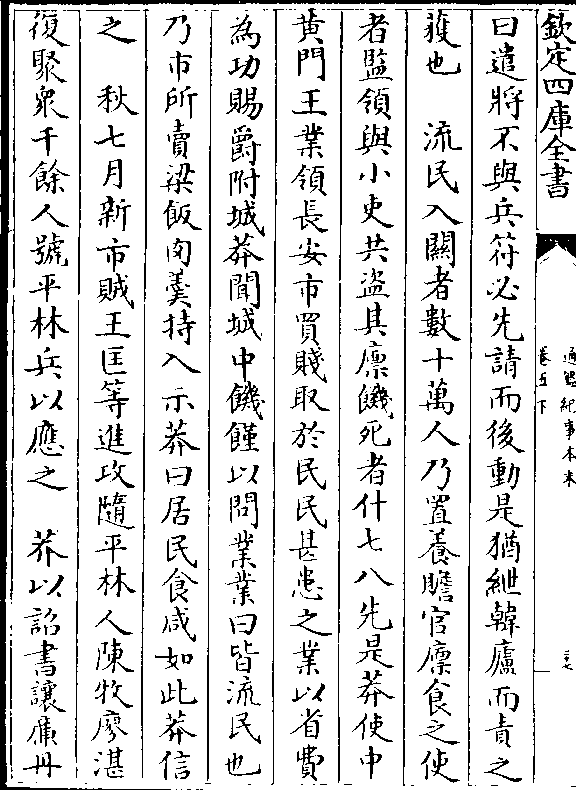 欽定四庫全書
通鑑紀事本末
卷五下
曰遣將不與兵符必先請而後動是猶紲韓盧而責之
獲也　流民入關者數十萬人乃置養贍官廪食之使
者監領與小吏共盗其廪饑死者什七八先是莽使中
黄門王業領長安市買賤取於民民甚患之業以省費
為功賜爵附城莽聞城中饑饉以問業業曰皆流民也
乃市所賣梁飯肉羮持入示莽曰居民食咸如此莽信
之　秋七月新市賊王匡等進攻隨平林人陳牧廖湛
復聚衆千餘人號平林兵以應之　莽以詔書讓廉丹